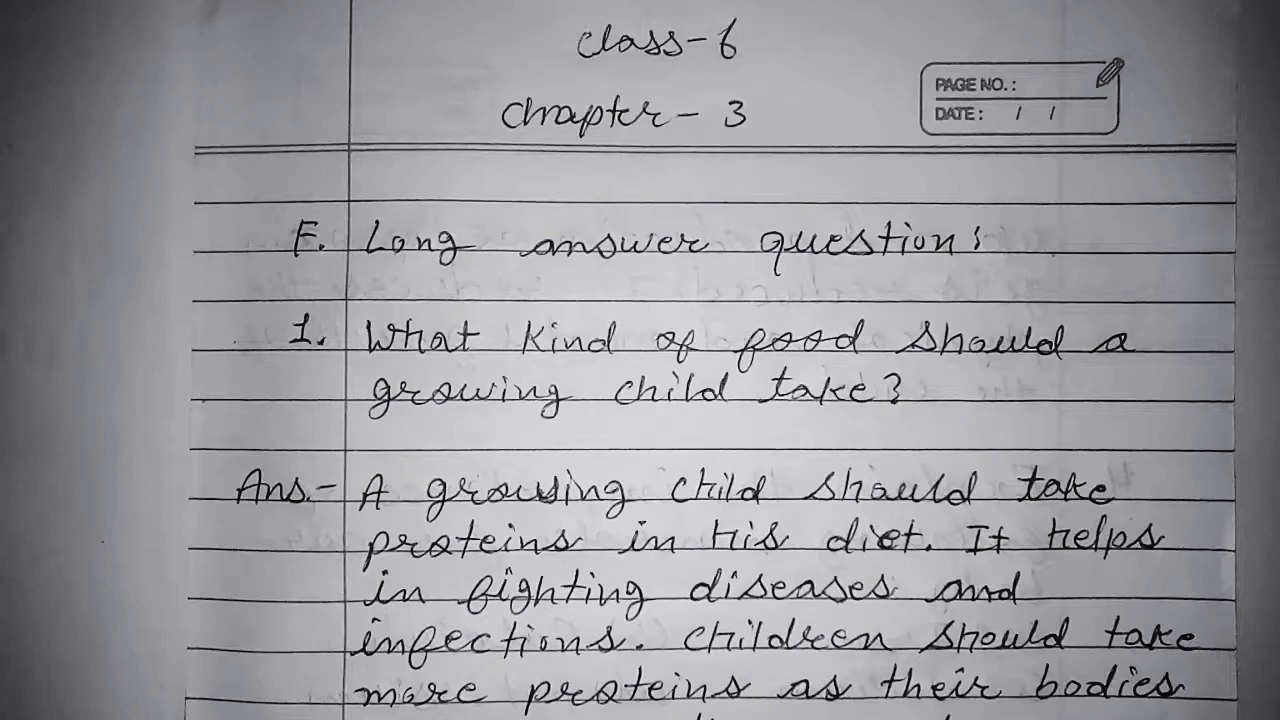 Class-6
Chapter-3
PAGE NO.:
DATE: / /
F. Long answer question:
1. What kind of food should a
growing child take?
Ans.- A growing child should take
proteins in his diet. It helps
in fighting diseases and
infections. Children should take
more proteins as their bodies